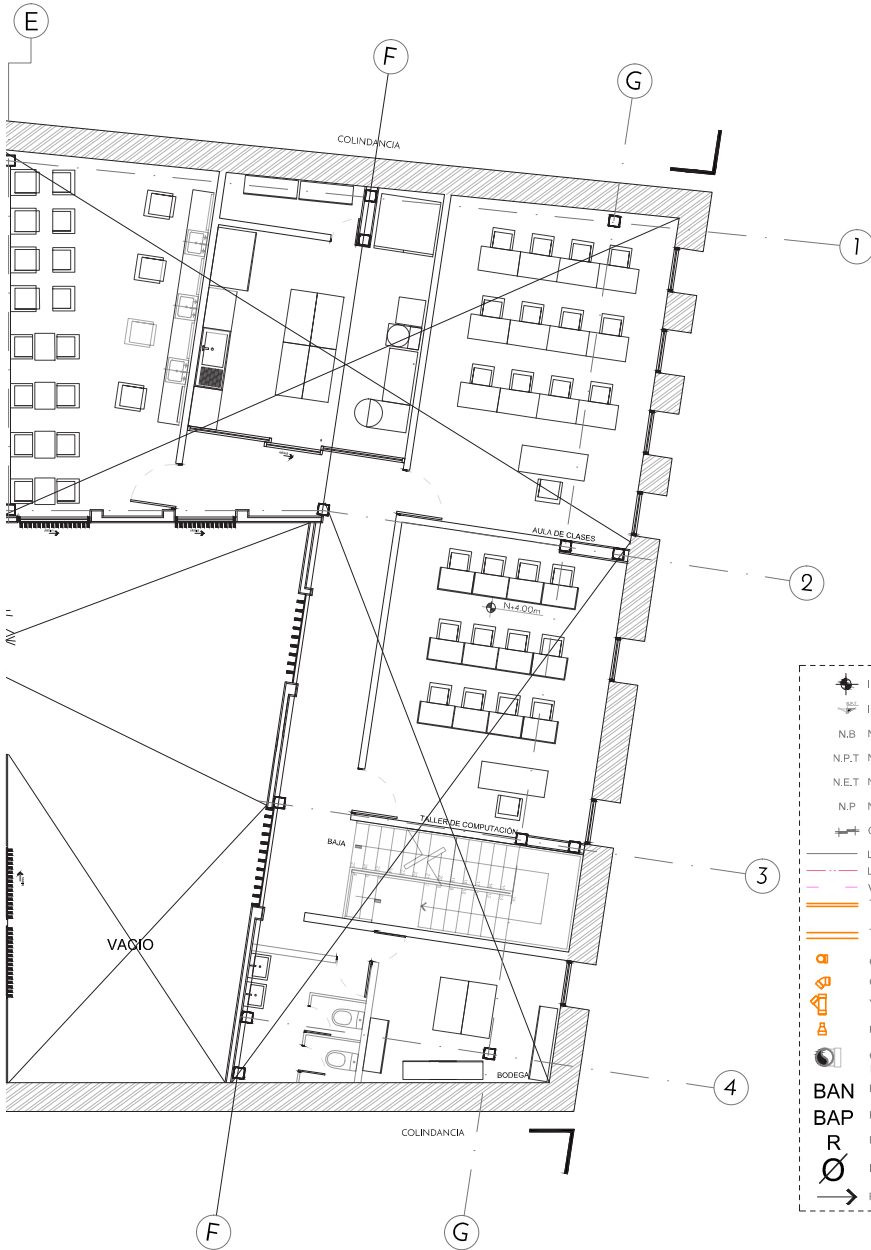 E
F
G
COLINDANCIA
1
AULA DE CLASES
2
N+4.00m
N.B N
N.P.T N
N.E.T N
N.P N
TALLER DE COMPUTACIÓN
BAJA
3
VACIO
BODEGA
4
BAN
BAP
R
Ø
COLINDANCIA
F
G